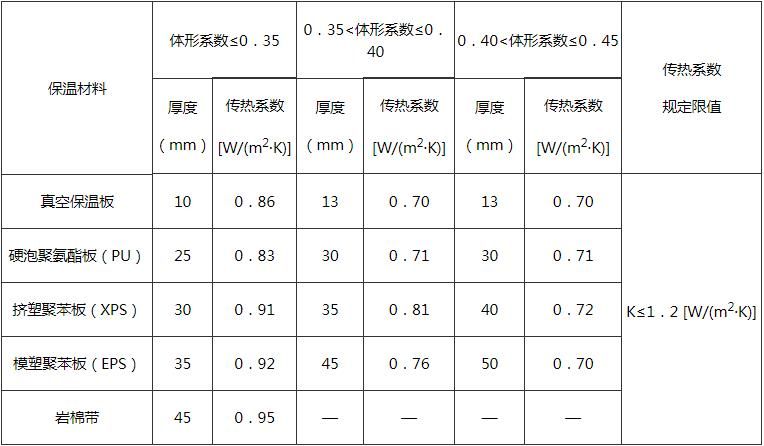 保温材料
体形系数≤0．35
0．35<体形系数≤0．
40
0．40<体形系数≤0．45
传热系数
规定限值
厚度
（mm）
传热系数
[W/(m²·K)]
厚度
（mm）
传热系数
[W/(m²·K)]
厚度
（mm）
传热系数
[W/(m²·K)]
真空保温板 10 0．86 13 0．70 13 0．70
硬泡聚氨酯板（PU） 25 0．83 30 0．71 30 0．71
挤塑聚苯板（XPS） 30 0．91 35 0．81 40 0．72 K≤1．2 [W/(m²·K)]
模塑聚苯板（EPS） 35 0．92 45 0．76 50 0．70
岩棉带 45 0．95 — — — —